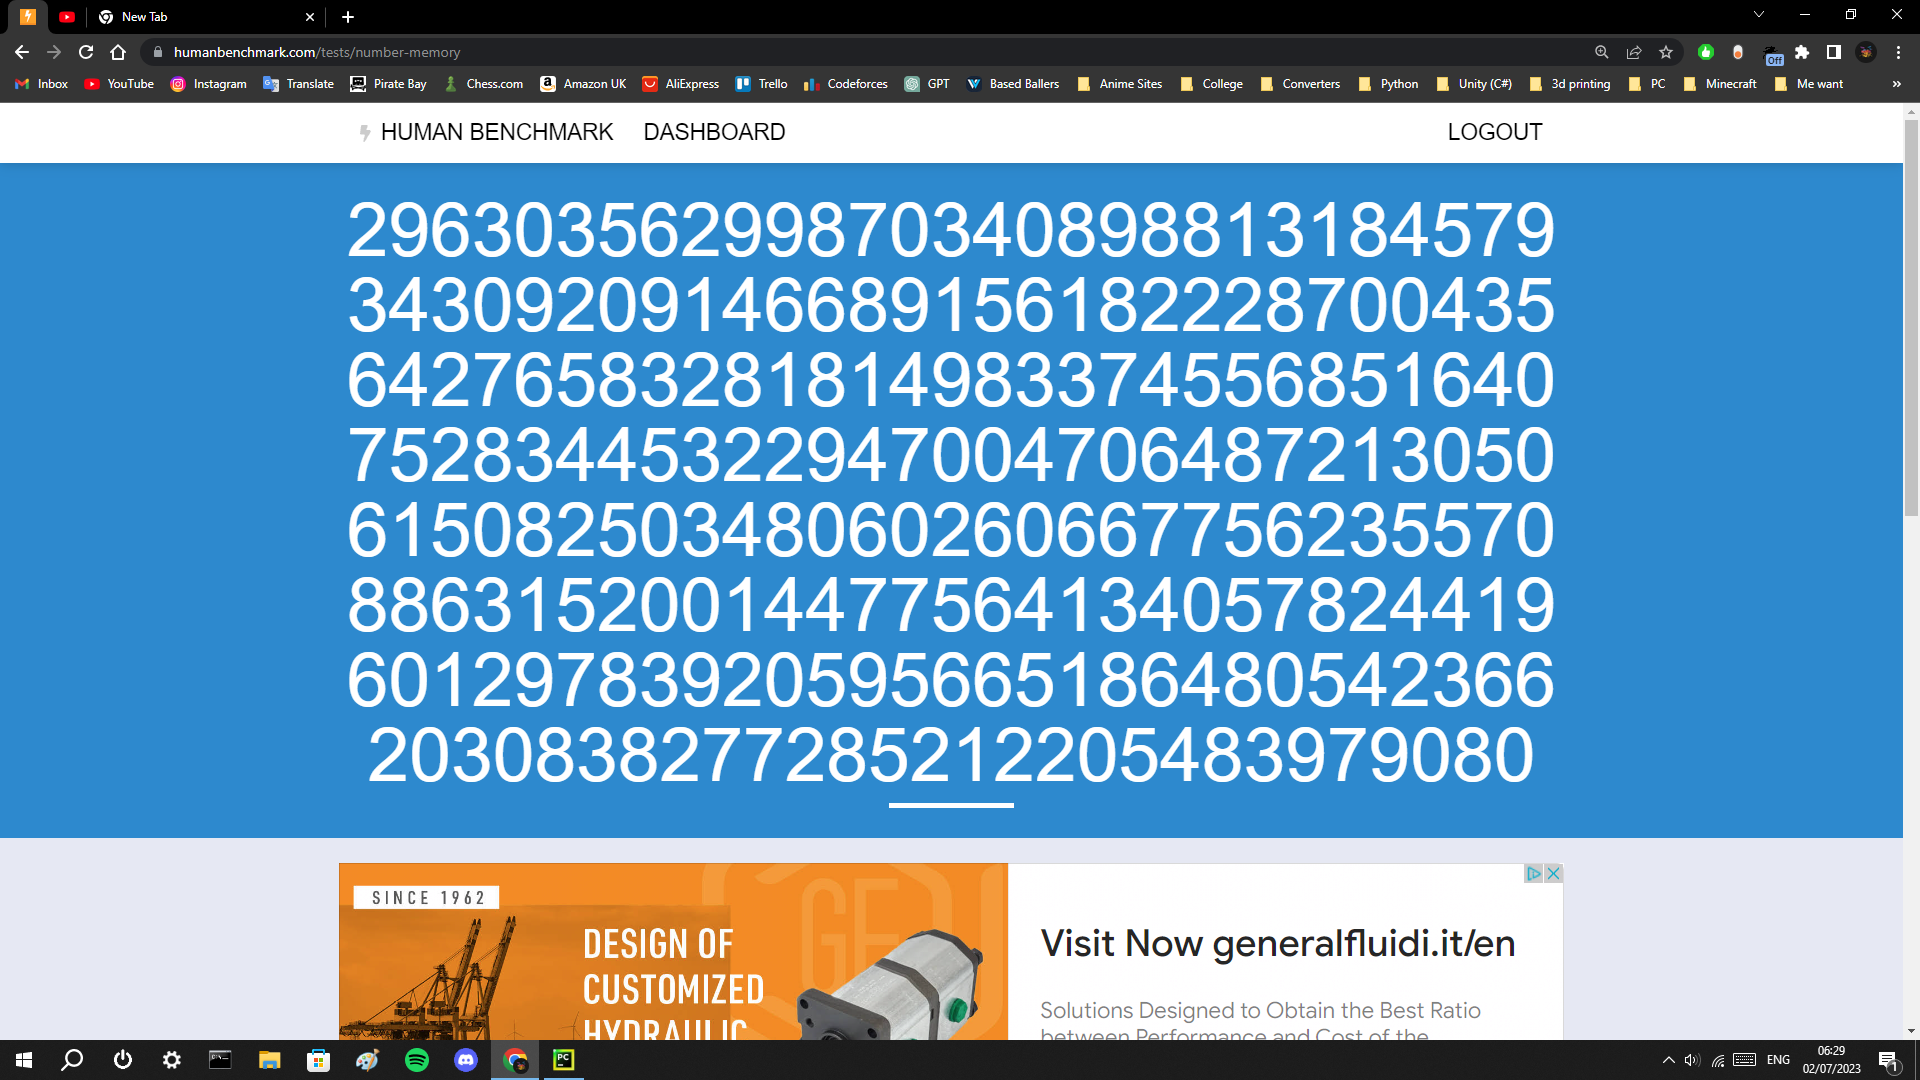 New Tab
humanbenchmark.com/tests/number-memory
Off
Inbox YouTube Instagram Translate Pirate Bay Chess.com Amazon UK AliExpress Trello Codeforces GPT Based Ballers Anime Sites College Converters Python Unity (C#) 3d printing PC Minecraft Me want »
HUMAN BENCHMARK DASHBOARD LOGOUT
29630356299870340898813184579
34309209146689156182228700435
64276583281814983374556851640
75283445322947004706487213050
61508250348060260667756235570
88631520014477564134057824419
60129783920595665186480542366
2030838277285212205483979080
SINCE 1962
GF
DESIGN OF
CUSTOMIZED
HYDRAULIC
Visit Now generalfluidi.it/en
Solutions Designed to Obtain the Best Ratio
between Performance and Cost of the
PC
ENG
06:29
02/07/2023
1